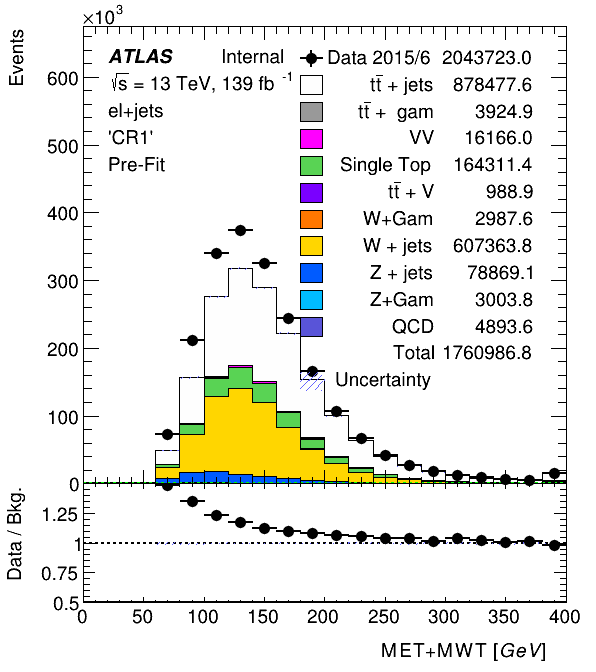 ×10³
Events
600
500
400
300
200
100
0
ATLAS Internal
√s = 13 TeV, 139 fb⁻¹
el+jets
'CR1'
Pre-Fit
Data 2015/6 2043723.0
tt̄ + jets 878477.6
tt̄ + gam 3924.9
VV 16166.0
Single Top 164311.4
tt̄ + V 988.9
W+Gam 2987.6
W + jets 607363.8
Z + jets 78869.1
Z+Gam 3003.8
QCD 4893.6
Total 1760986.8
Uncertainty
Data / Bkg.
1.25
1
0.75
0.5
0 50 100 150 200 250 300 350 400
MET+MWT [GeV]